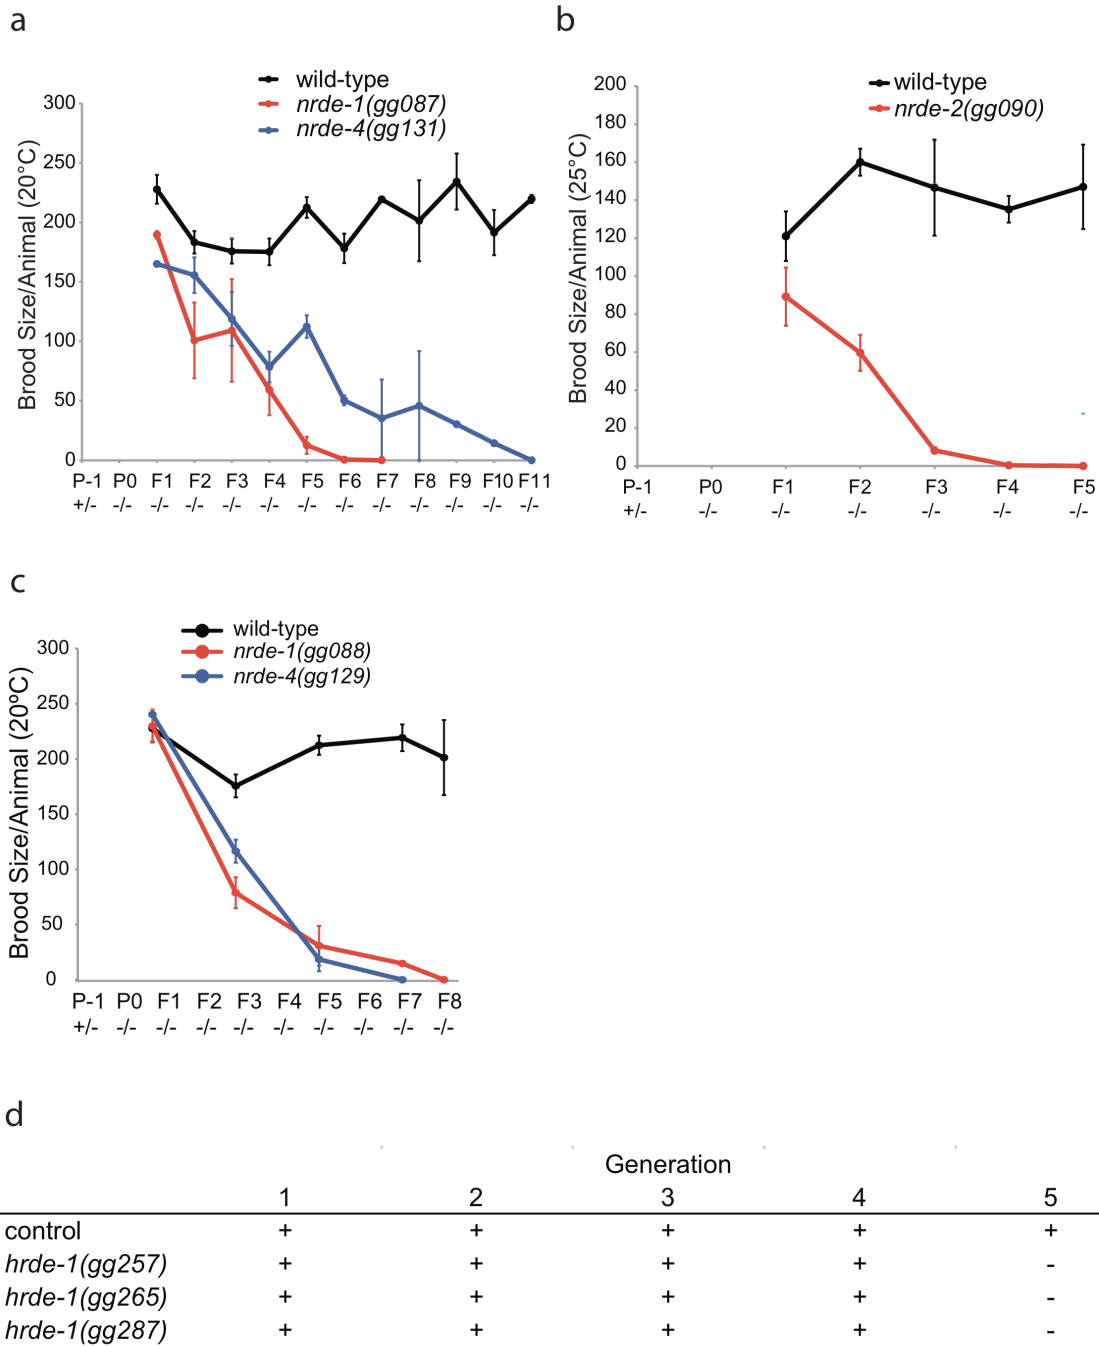 a
wild-type
nrde-1(gg087)
nrde-4(gg131)
Brood Size/Animal (20°C)
300
250
200
150
100
50
0
P-1 P0 F1 F2 F3 F4 F5 F6 F7 F8 F9 F10 F11
+/- -/- -/- -/- -/- -/- -/- -/- -/- -/- -/- -/- -/-
b
wild-type
nrde-2(gg090)
Brood Size/Animal (25°C)
200
180
160
140
120
100
80
60
40
20
0
P-1 P0 F1 F2 F3 F4 F5
+/- -/- -/- -/- -/- -/- -/-
c
wild-type
nrde-1(gg088)
nrde-4(gg129)
Brood Size/Animal (20ºC)
300
250
200
150
100
50
0
P-1 P0 F1 F2 F3 F4 F5 F6 F7 F8
+/- -/- -/- -/- -/- -/- -/- -/- -/- -/-
d
Generation
1 2 3 4 5
control + + + + +
hrde-1(gg257) + + + + -
hrde-1(gg265) + + + + -
hrde-1(gg287) + + + + -